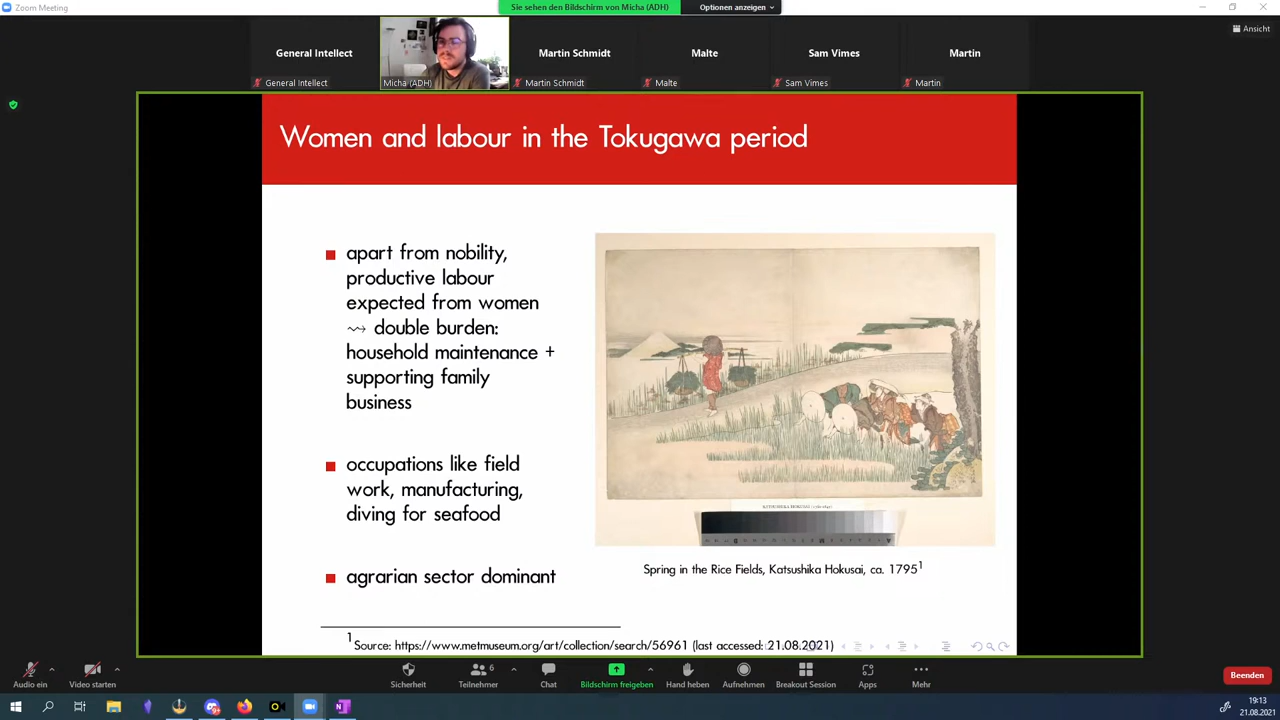 Zoom Meeting
Sie sehen den Bildschirm von Micha (ADH)
Optionen anzeigen
Ansicht
General Intellect
Martin Schmidt
Malte
Sam Vimes
Martin
General Intellect
Micha (ADH)
Martin Schmidt
Malte
Sam Vimes
Martin
Women and labour in the Tokugawa period
apart from nobility,
productive labour
expected from women
⇝ double burden:
household maintenance +
supporting family
business
occupations like field
work, manufacturing,
diving for seafood
agrarian sector dominant
Spring in the Rice Fields, Katsushika Hokusai, ca. 1795¹
¹Source: https://www.metmuseum.org/art/collection/search/56961 (last accessed: 21.08.2021)
Audio ein
Video starten
Sicherheit
6
Teilnehmer
Chat
Bildschirm freigeben
Hand heben
Aufnehmen
Breakout Session
Apps
Mehr
Beenden
19:13
21.08.2021